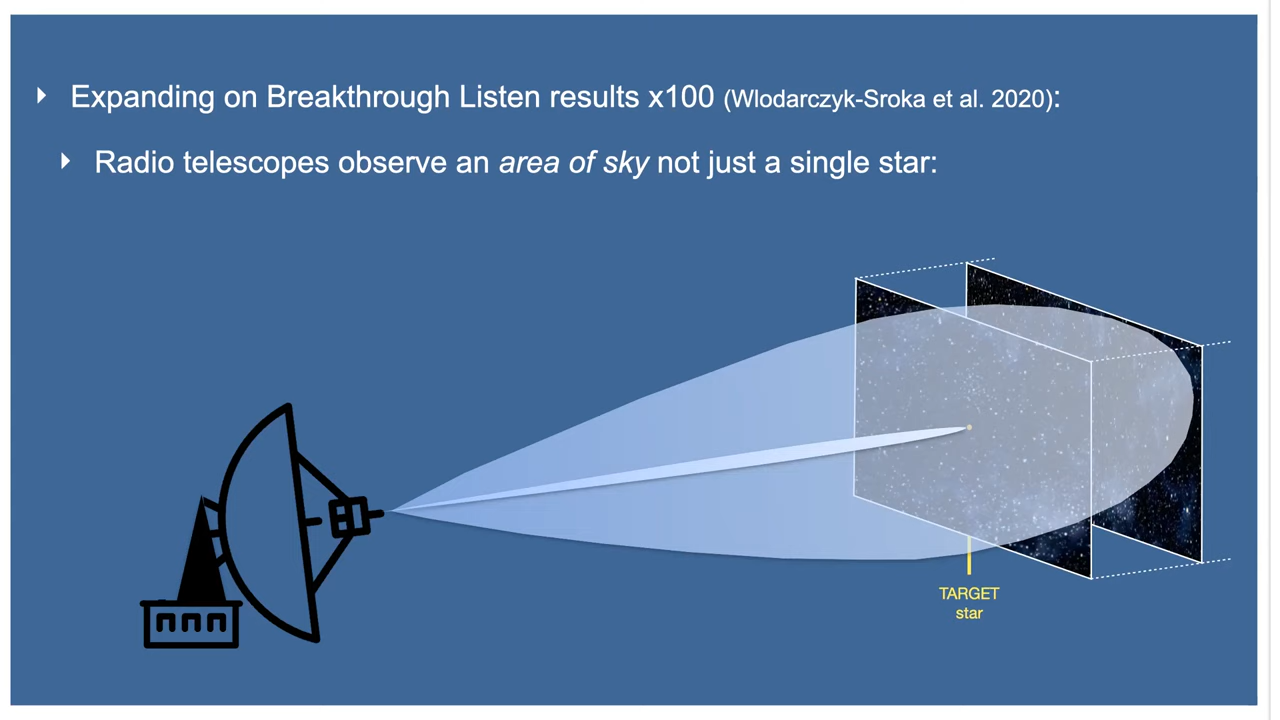 Expanding on Breakthrough Listen results x100 (Wlodarczyk-Sroka et al. 2020):
Radio telescopes observe an area of sky not just a single star:
TARGET
star